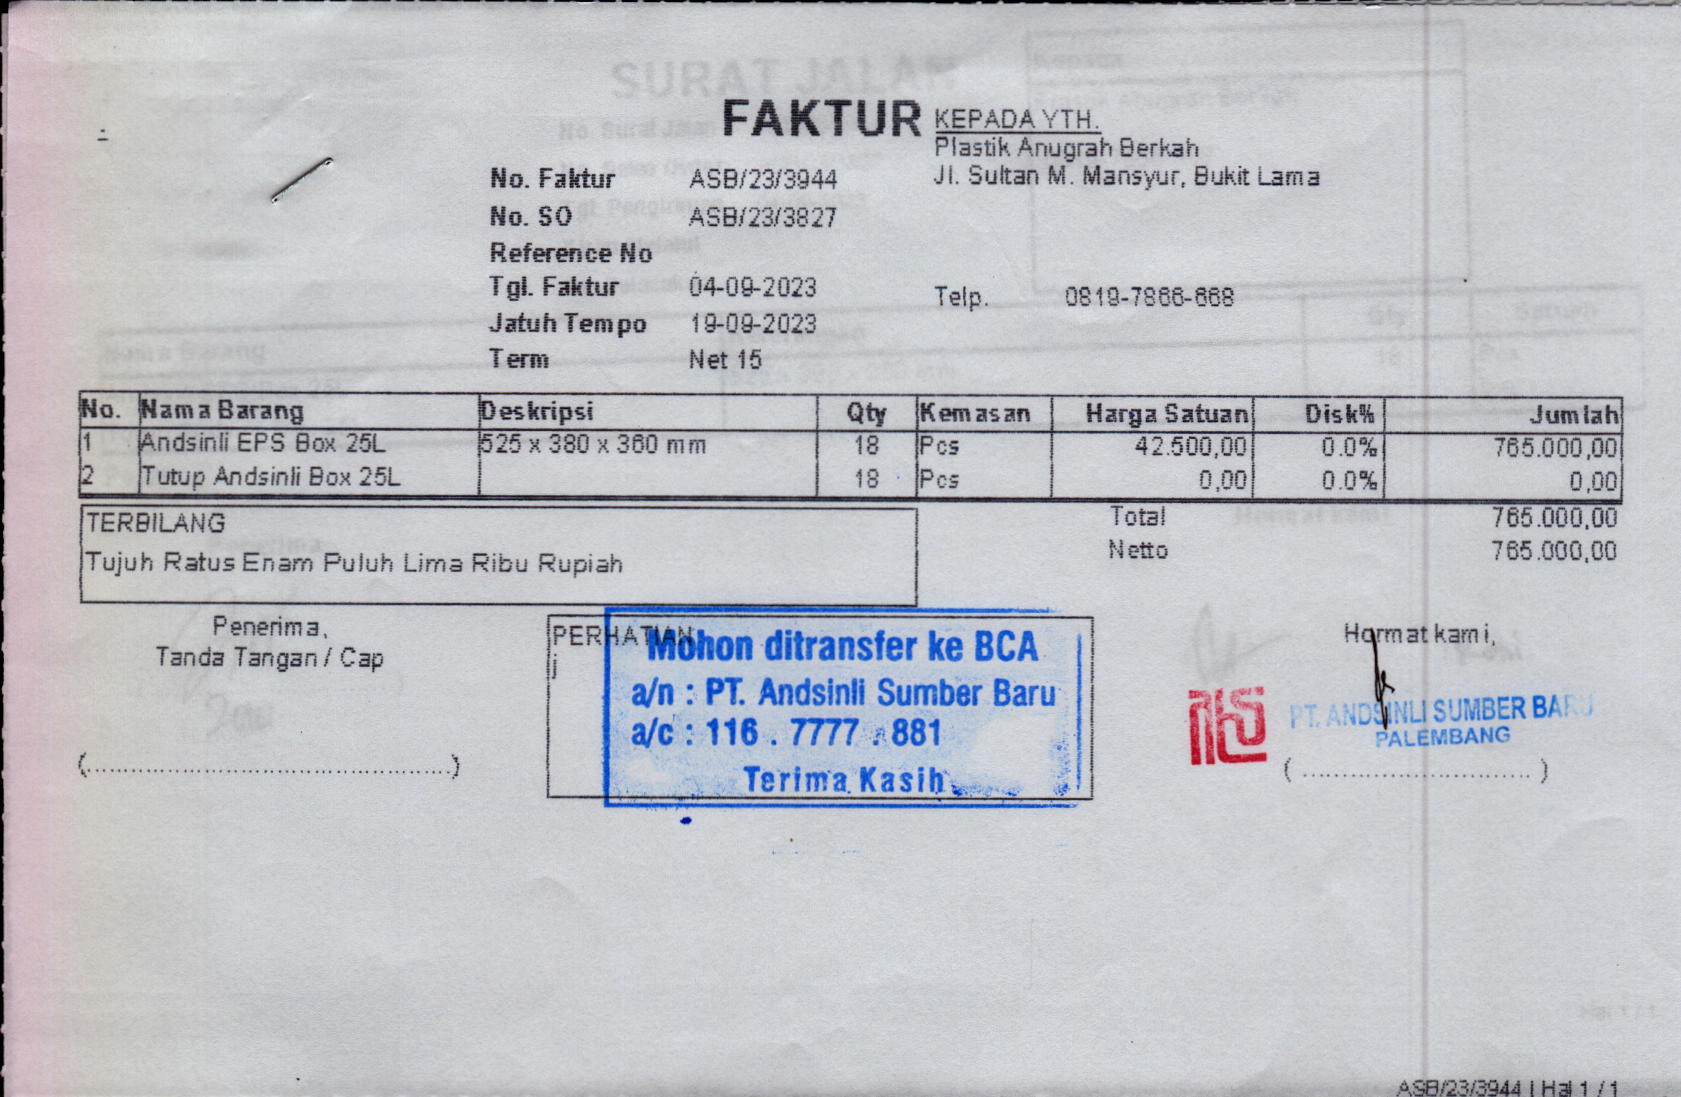 FAKTUR
KEPADA YTH.
Plastik Anugrah Berkah
Jl. Sultan M. Mansyur, Bukit Lama
No. Faktur ASB/23/3944
No. SO ASB/23/3827
Reference No
Tgl. Faktur 04-09-2023
Telp. 0819-7866-668
Jatuh Tempo 19-09-2023
Term Net 15
No. Nama Barang Deskripsi Qty Kemasan Harga Satuan Disk% Jumlah
1 Andsinli EPS Box 25L 525 x 380 x 360 mm 18 Pcs 42.500,00 0.0% 765.000,00
2 Tutup Andsinli Box 25L 18 Pcs 0,00 0.0% 0,00
TERBILANG
Tujuh Ratus Enam Puluh Lima Ribu Rupiah
Total 765.000,00
Netto 765.000,00
Penerima,
Tanda Tangan / Cap
(............................................)
PERHATIAN
j
Mohon ditransfer ke BCA
a/n : PT. Andsinli Sumber Baru
a/c : 116 . 7777 . 881
Terima Kasih
Hormat kami,
PT. ANDSINLI SUMBER BARU
PALEMBANG
(............................)
ASB/23/3944 | Hal 1 / 1
SURAT JALAN